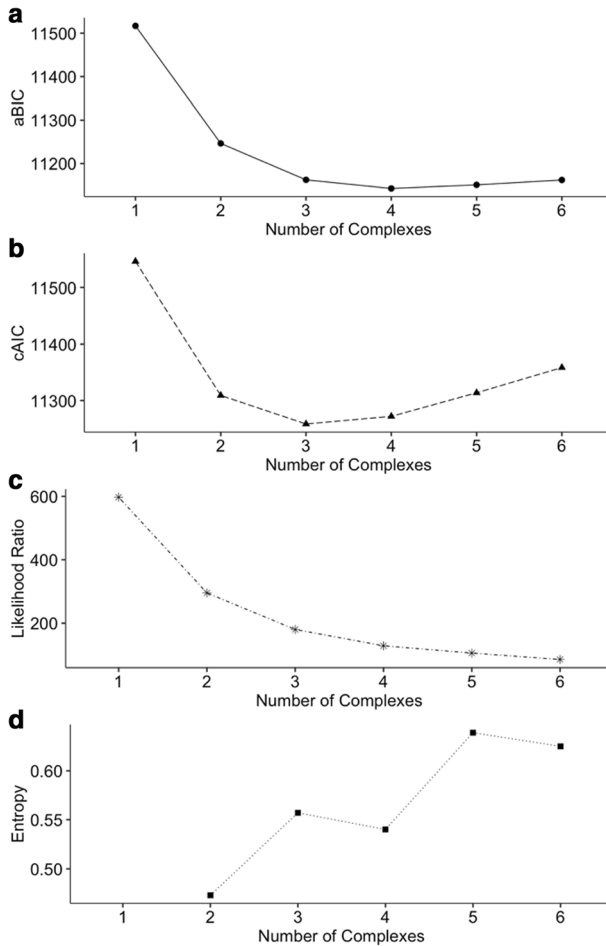 a
11500
11400
11300
11200
aBIC
1 2 3 4 5 6
Number of Complexes
b
11500
11400
11300
cAIC
1 2 3 4 5 6
Number of Complexes
c
600
400
200
Likelihood Ratio
1 2 3 4 5 6
Number of Complexes
d
0.60
0.55
0.50
Entropy
1 2 3 4 5 6
Number of Complexes